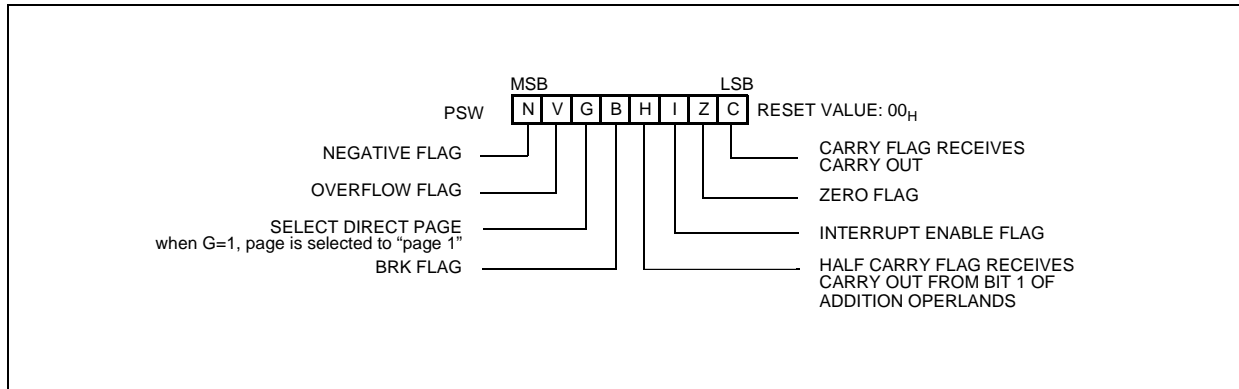 MSB LSB
PSW N V G B H I Z C RESET VALUE: 00H
NEGATIVE FLAG
OVERFLOW FLAG
SELECT DIRECT PAGE
when G=1, page is selected to “page 1”
BRK FLAG
CARRY FLAG RECEIVES
CARRY OUT
ZERO FLAG
INTERRUPT ENABLE FLAG
HALF CARRY FLAG RECEIVES
CARRY OUT FROM BIT 1 OF
ADDITION OPERLANDS